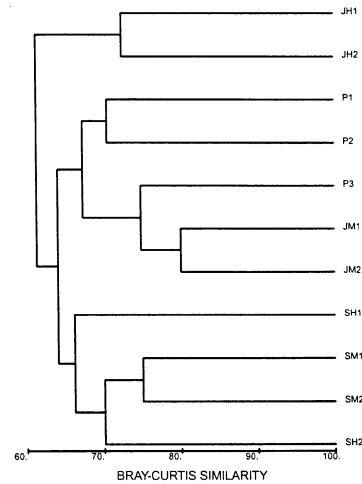 JH1
JH2
P1
P2
P3
JM1
JM2
SH1
SM1
SM2
SH2
60. 70. 80. 90. 100.
BRAY-CURTIS SIMILARITY